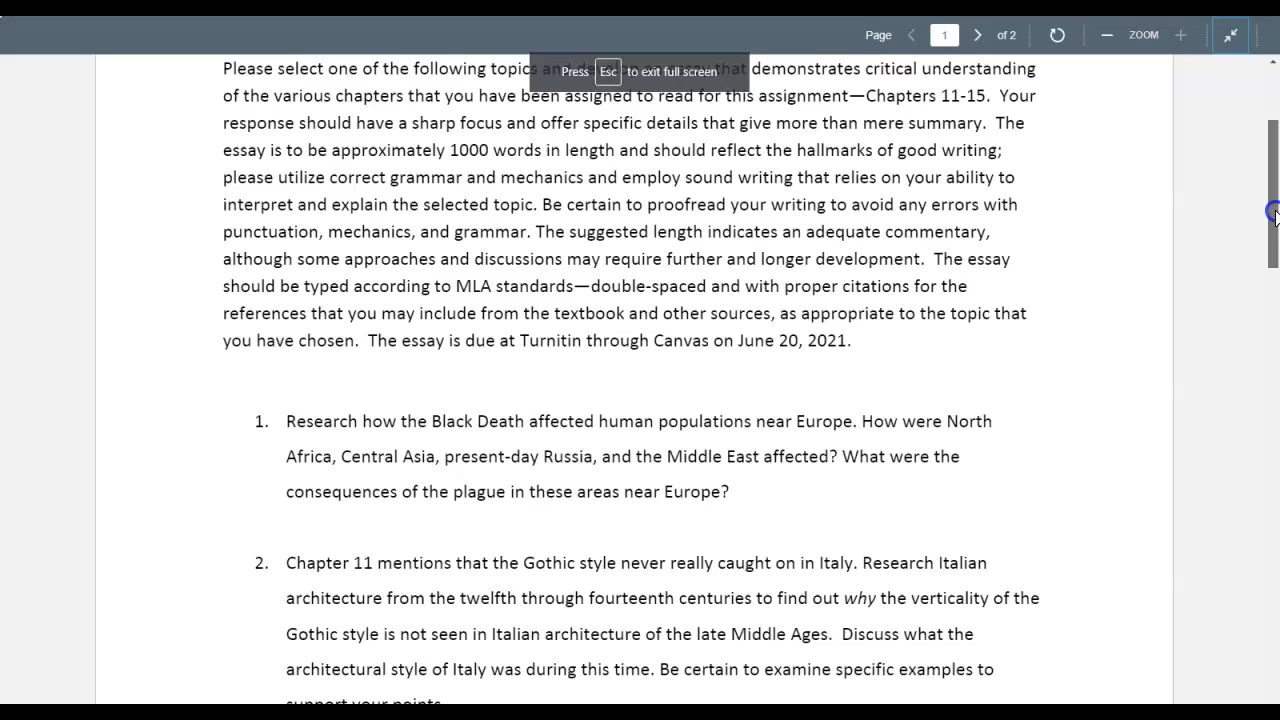 Page 1 of 2 ZOOM
Press Esc to exit full screen
Please select one of the following topics and an essay that demonstrates critical understanding
of the various chapters that you have been assigned to read for this assignment—Chapters 11-15.  Your
response should have a sharp focus and offer specific details that give more than mere summary.  The
essay is to be approximately 1000 words in length and should reflect the hallmarks of good writing;
please utilize correct grammar and mechanics and employ sound writing that relies on your ability to
interpret and explain the selected topic. Be certain to proofread your writing to avoid any errors with
punctuation, mechanics, and grammar. The suggested length indicates an adequate commentary,
although some approaches and discussions may require further and longer development.  The essay
should be typed according to MLA standards—double-spaced and with proper citations for the
references that you may include from the textbook and other sources, as appropriate to the topic that
you have chosen.  The essay is due at Turnitin through Canvas on June 20, 2021.
1. Research how the Black Death affected human populations near Europe. How were North
Africa, Central Asia, present-day Russia, and the Middle East affected? What were the
consequences of the plague in these areas near Europe?
2. Chapter 11 mentions that the Gothic style never really caught on in Italy. Research Italian
architecture from the twelfth through fourteenth centuries to find out why the verticality of the
Gothic style is not seen in Italian architecture of the late Middle Ages.  Discuss what the
architectural style of Italy was during this time. Be certain to examine specific examples to
support your points.